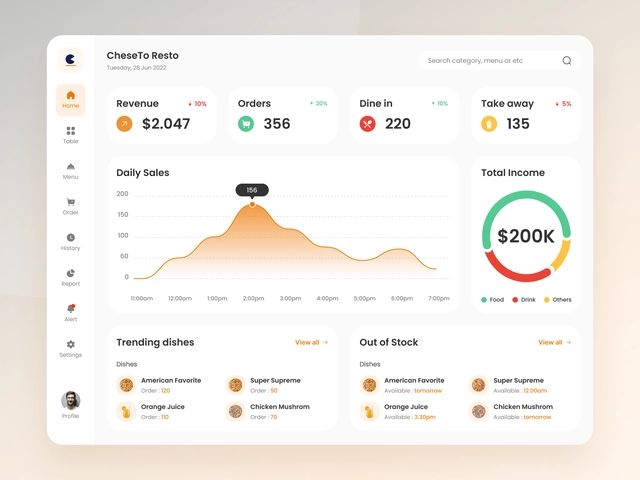 CheseTo Resto
Tuesday, 28 Jun 2022
Search category, menu or etc
Home
Table
Menu
Order
History
Report
Alert
Settings
Profile
Revenue
10%
$2.047
Orders
20%
356
Dine in
10%
220
Take away
5%
135
Daily Sales
156
200
150
100
60
0
11:00am 12:00am 1:00pm 2:00pm 3:00pm 4:00pm 5:00pm 6:00pm 7:00pm
Total Income
$200K
Food Drink Others
Trending dishes
View all →
Dishes
American Favorite
Order : 120
Super Supreme
Order : 90
Orange Juice
Order : 110
Chicken Mushrom
Order : 70
Out of Stock
View all →
Dishes
American Favorite
Available : tomorrow
Super Supreme
Available : 12:00am
Orange Juice
Available : 3.30pm
Chicken Mushrom
Available : tomorrow